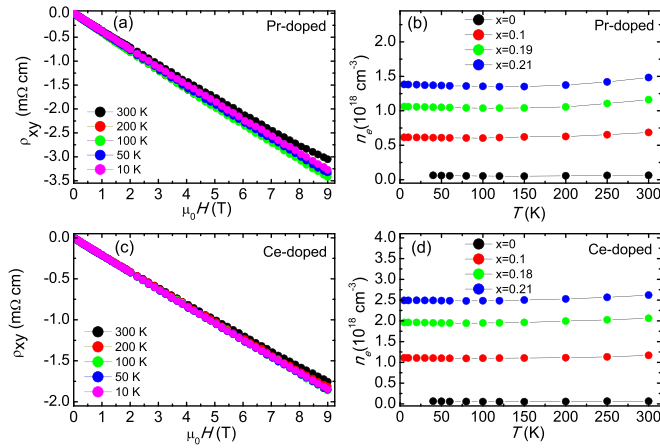 (a) Pr-doped
0.0
-0.5
-1.0
-1.5
-2.0
-2.5
-3.0
-3.5
ρxy (mΩ cm)
300 K
200 K
100 K
50 K
10 K
0 1 2 3 4 5 6 7 8 9
μ0H(T)
(b) Pr-doped
x=0
x=0.1
x=0.19
x=0.21
2.0
1.5
1.0
0.5
0.0
ne(10^18 cm^-3)
0 50 100 150 200 250 300
T(K)
(c) Ce-doped
0.0
-0.5
-1.0
-1.5
-2.0
ρxy (mΩ cm)
300 K
200 K
100 K
50 K
10 K
0 1 2 3 4 5 6 7 8 9
μ0H(T)
(d) Ce-doped
x=0
x=0.1
x=0.18
x=0.21
4.0
3.5
3.0
2.5
2.0
1.5
1.0
0.5
0.0
ne(10^18 cm^-3)
0 50 100 150 200 250 300
T(K)